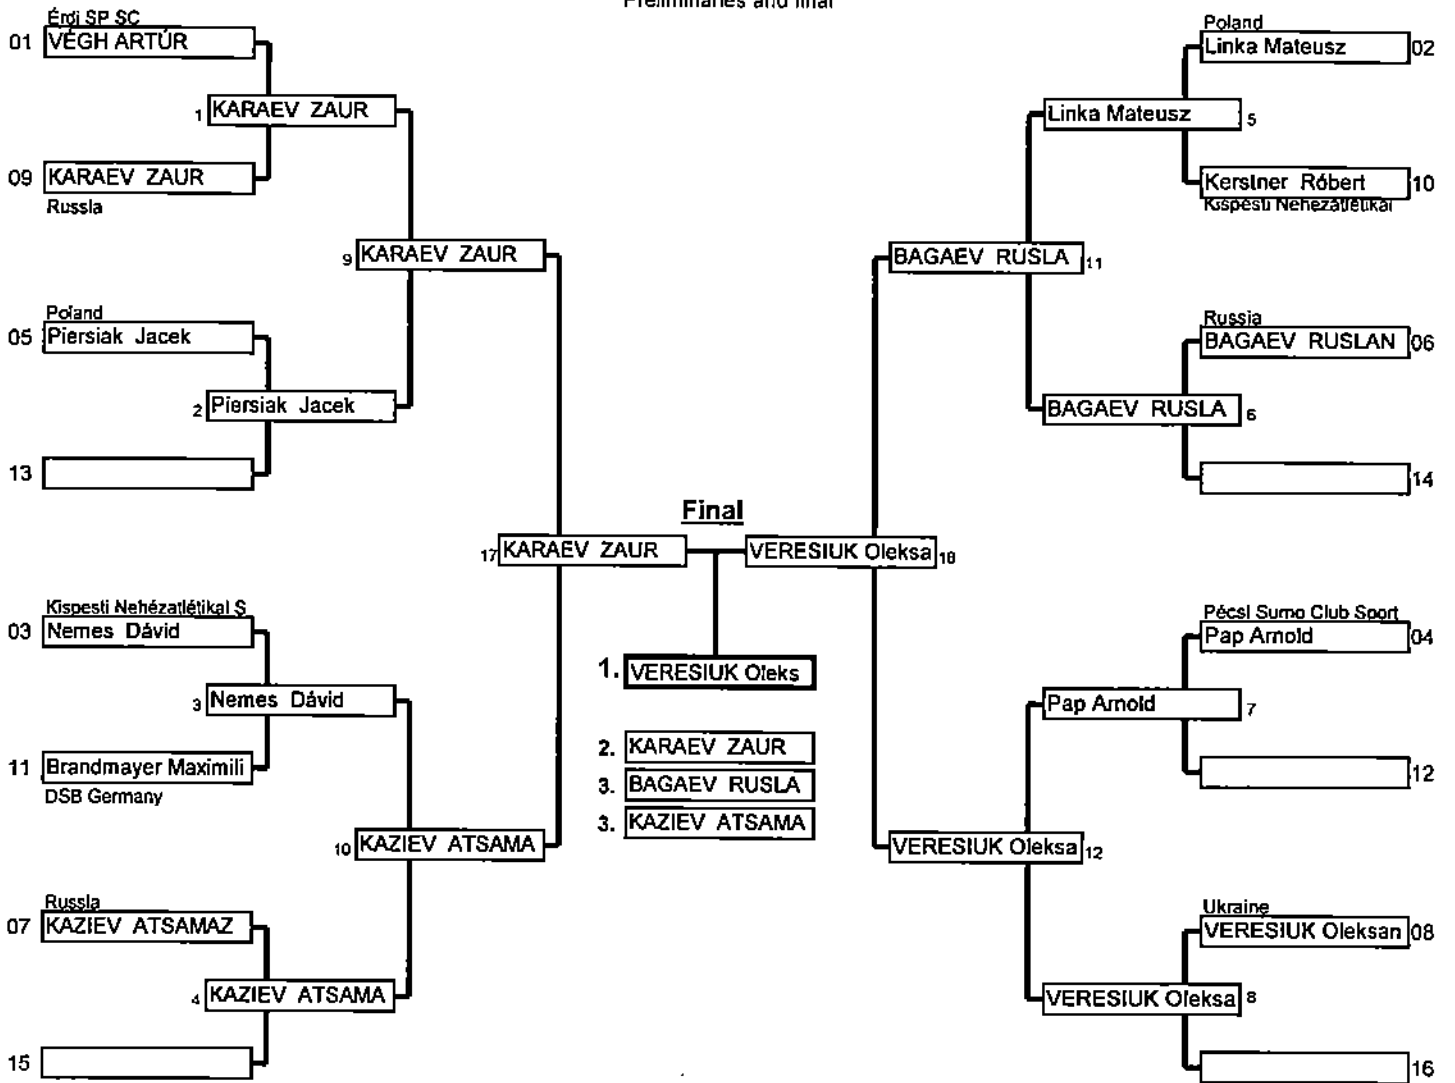 Preliminaries and final
Érdi SP SC
01 VÉGH ARTÚR
1 KARAEV ZAUR
09 KARAEV ZAUR
Russia
9 KARAEV ZAUR
Poland
05 Piersiak Jacek
2 Piersiak Jacek
13
17 KARAEV ZAUR
Kispesti Nehézatlétikai S
03 Nemes Dávid
3 Nemes Dávid
11 Brandmayer Maximili
DSB Germany
10 KAZIEV ATSAMA
Russia
07 KAZIEV ATSAMAZ
4 KAZIEV ATSAMA
15
Final
1. VERESIUK Oleks
2. KARAEV ZAUR
3. BAGAEV RUSLA
3. KAZIEV ATSAMA
Poland
Linka Mateusz 02
Linka Mateusz 5
Kerstner Róbert 10
Kispesti Nehézatlétikai
BAGAEV RUSLA 11
Russia
BAGAEV RUSLAN 06
BAGAEV RUSLA 6
14
VERESIUK Oleksa 18
Pécsi Sumo Club Sport
Pap Arnold 04
Pap Arnold 7
12
VERESIUK Oleksa 12
Ukraine
VERESIUK Oleksan 08
VERESIUK Oleksa 8
16